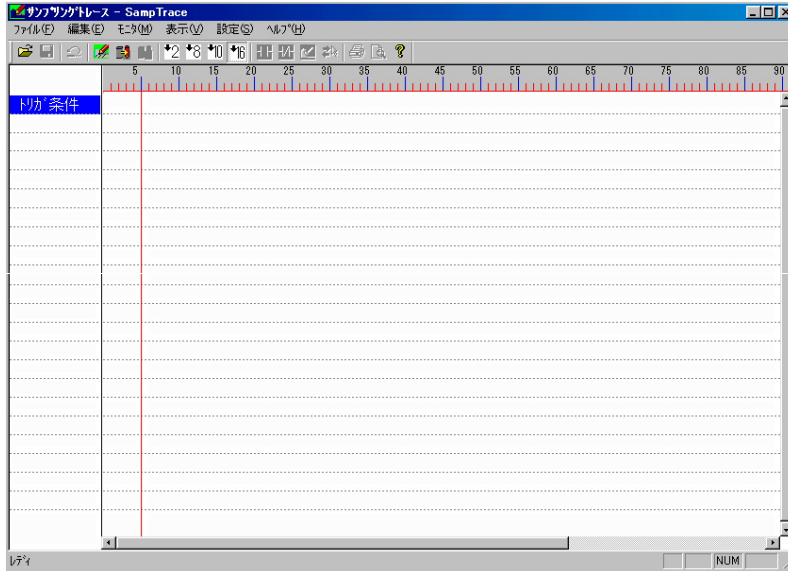 ｻﾝﾌﾟﾘﾝｸﾞﾄﾚｰｽ - SampTrace
ﾌｧｲﾙ(F) 編集(E) ﾓﾆﾀ(M) 表示(V) 設定(S) ﾍﾙﾌﾟ(H)
2 8 10 16
5 10 15 20 25 30 35 40 45 50 55 60 65 70 75 80 85 90
ﾄﾘｶﾞ条件
ﾚﾃﾞｨ NUM